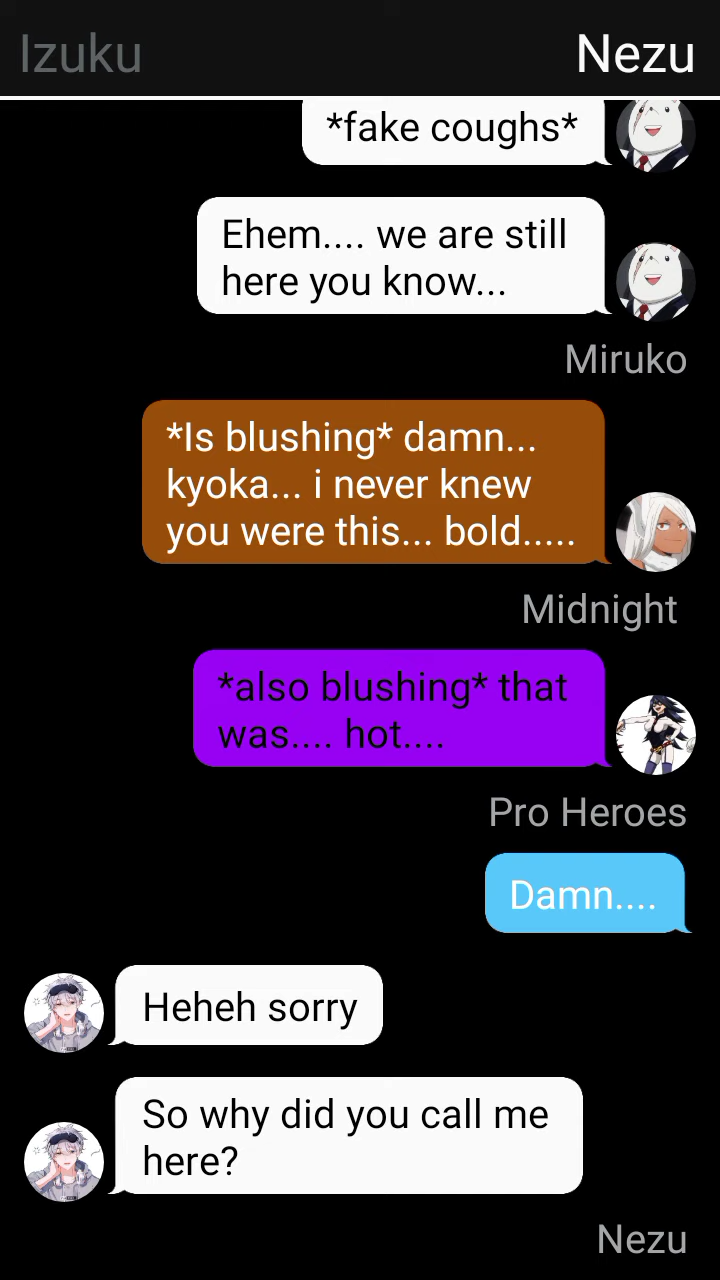 Izuku Nezu
*fake coughs*
Ehem.... we are still
here you know...
Miruko
*Is blushing* damn...
kyoka... i never knew
you were this... bold.....
Midnight
*also blushing* that
was.... hot....
Pro Heroes
Damn....
Heheh sorry
So why did you call me
here?
Nezu